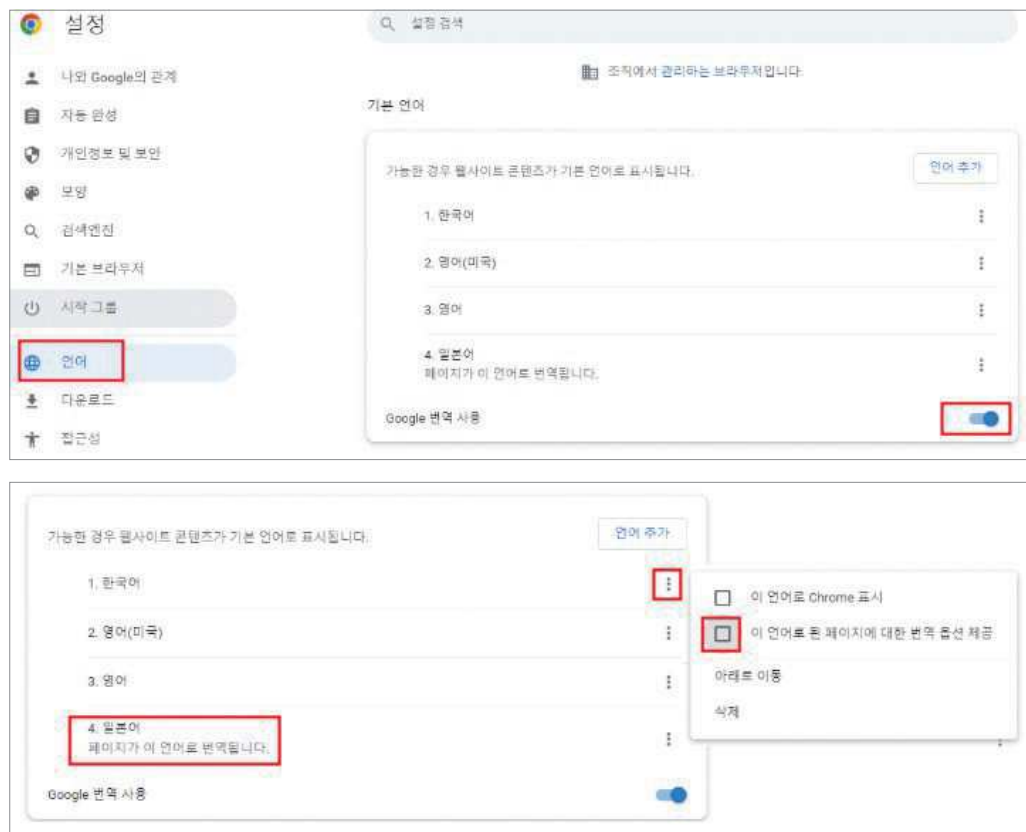 설정
설정 검색
나와 Google의 관계
조직에서 관리하는 브라우저입니다.
자동 완성
기본 언어
개인정보 및 보안
가능한 경우 웹사이트 콘텐츠가 기본 언어로 표시됩니다.
언어 추가
모양
1. 한국어
검색엔진
2. 영어(미국)
기본 브라우저
시작 그룹
3. 영어
언어
4. 일본어
페이지가 이 언어로 번역됩니다.
다운로드
Google 번역 사용
접근성
가능한 경우 웹사이트 콘텐츠가 기본 언어로 표시됩니다.
언어 추가
1. 한국어
이 언어로 Chrome 표시
2. 영어(미국)
이 언어로 된 페이지에 대한 번역 옵션 제공
3. 영어
아래로 이동
삭제
4. 일본어
페이지가 이 언어로 번역됩니다.
Google 번역 사용